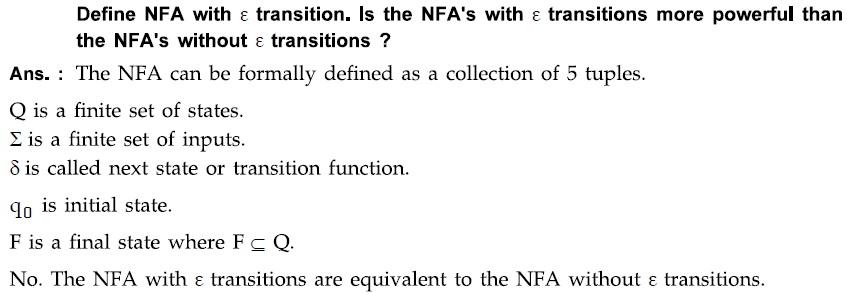 Define NFA with ε transition. Is the NFA's with ε transitions more powerful than
the NFA's without ε transitions ?
Ans. : The NFA can be formally defined as a collection of 5 tuples.
Q is a finite set of states.
Σ is a finite set of inputs.
δ is called next state or transition function.
q₀ is initial state.
F is a final state where F ⊆ Q.
No. The NFA with ε transitions are equivalent to the NFA without ε transitions.